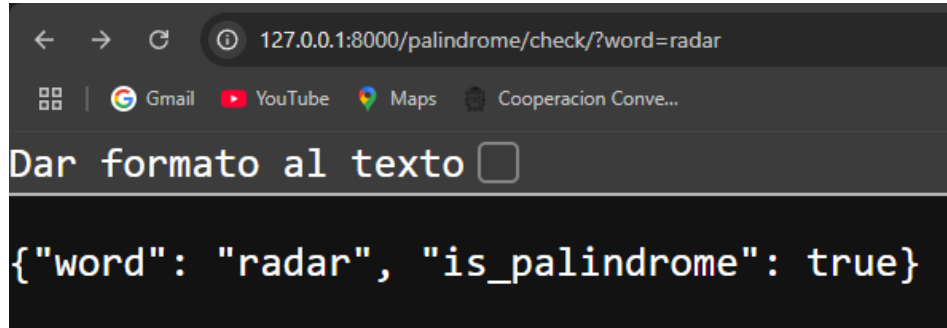 127.0.0.1:8000/palindrome/check/?word=radar
Gmail YouTube Maps Cooperacion Conve...
Dar formato al texto
{"word": "radar", "is_palindrome": true}